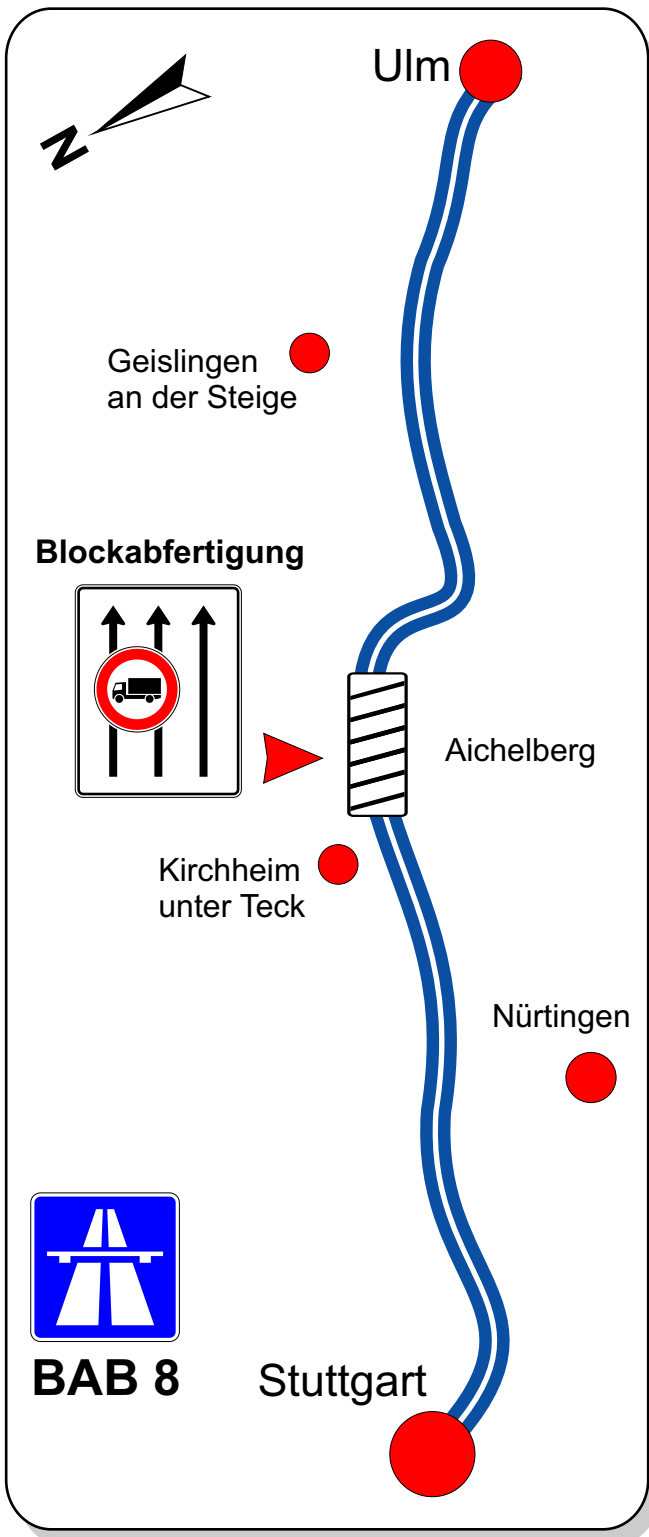 Ulm
N
Geislingen
an der Steige
Blockabfertigung
Aichelberg
Kirchheim
unter Teck
Nürtingen
BAB 8
Stuttgart